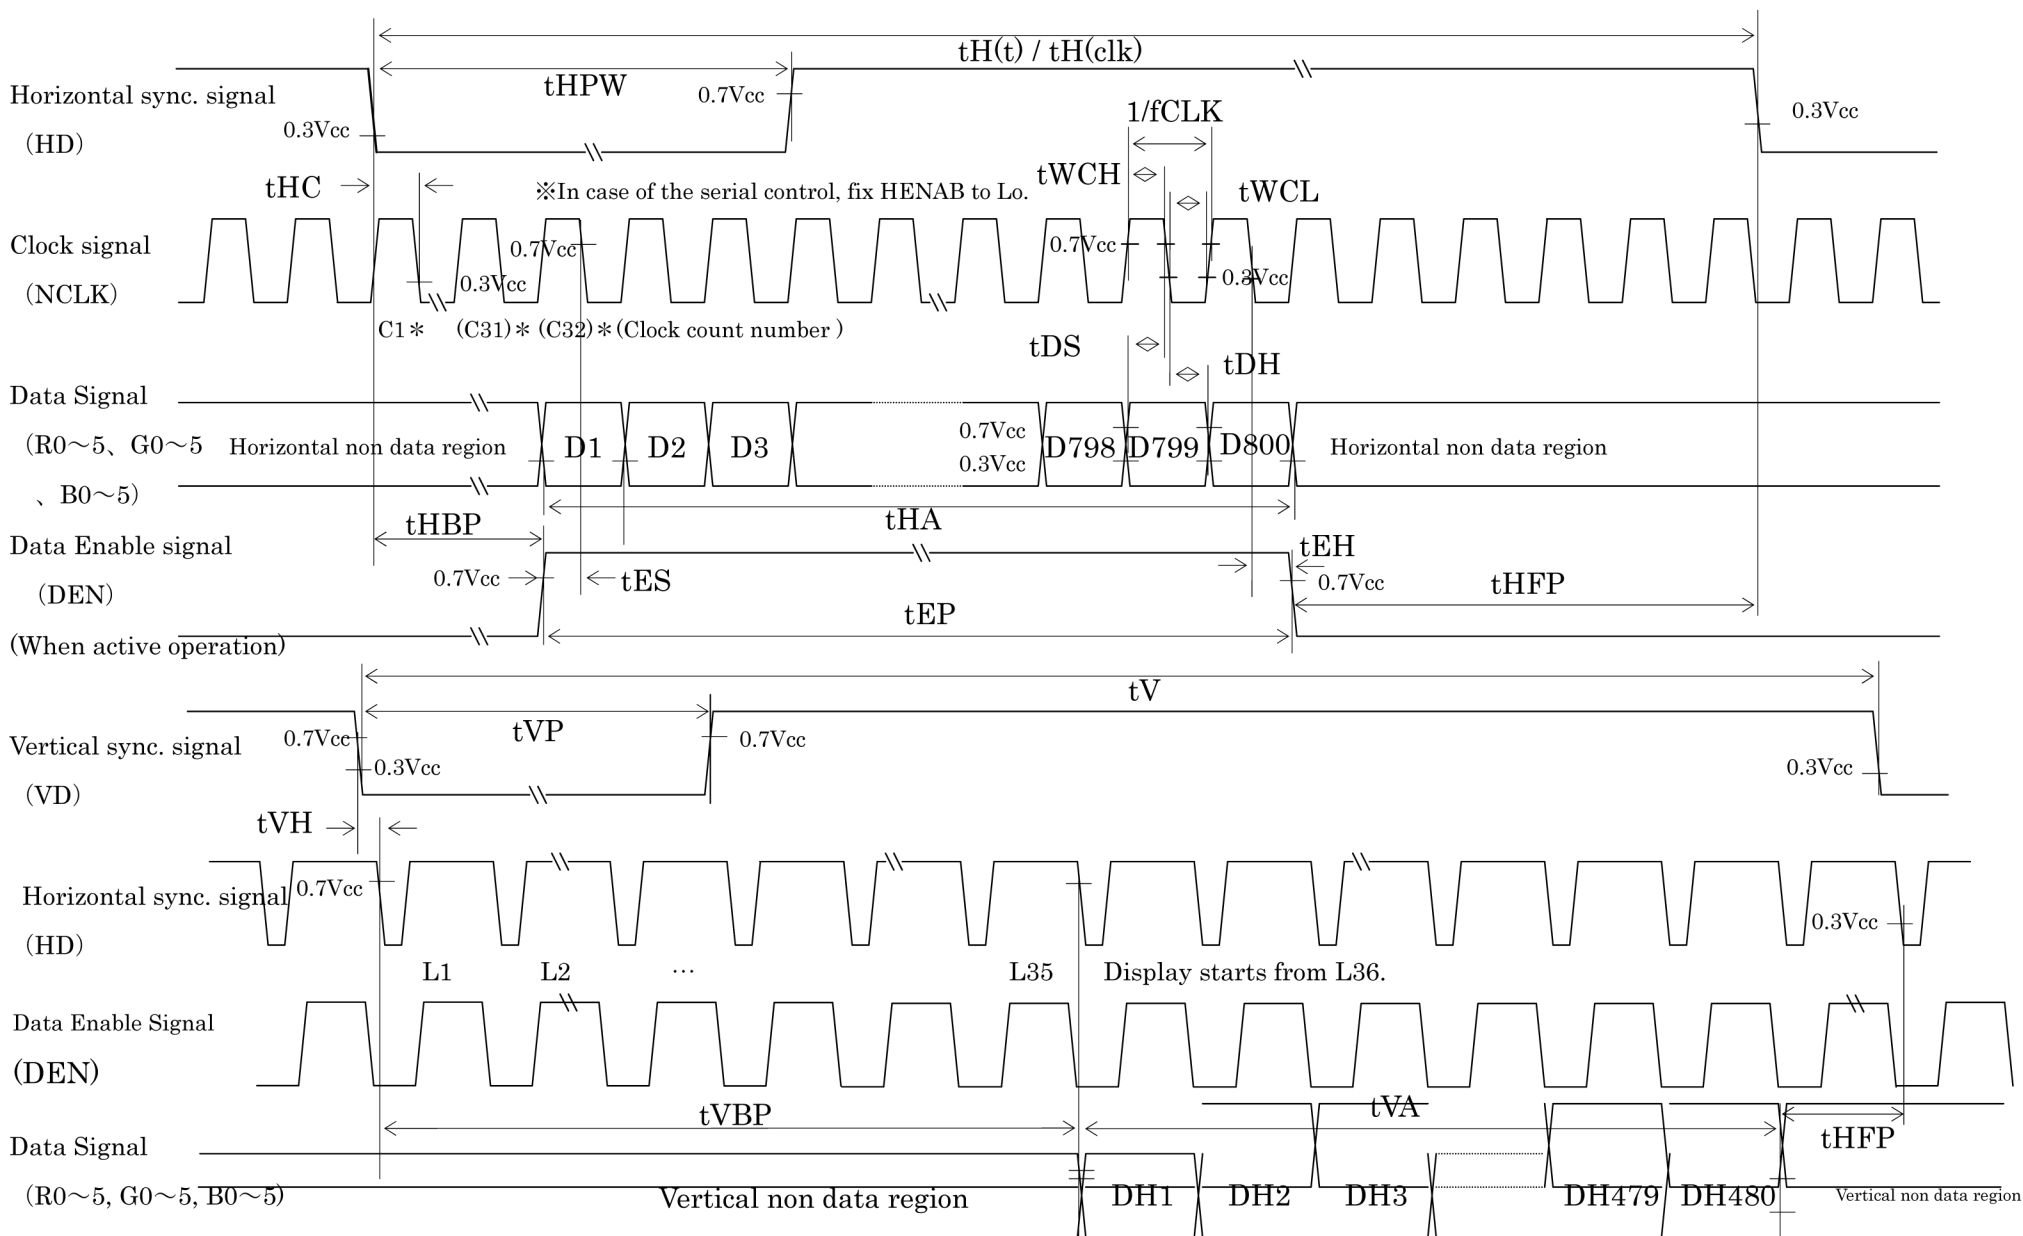 tH(t) / tH(clk)
tHPW
Horizontal sync. signal
0.7Vcc
0.3Vcc
0.3Vcc
（HD）
1/fCLK
tHC
※In case of the serial control, fix HENAB to Lo.
tWCH
tWCL
Clock signal
0.7Vcc
0.7Vcc
0.3Vcc
0.3Vcc
（NCLK）
C1＊
(C31)＊ (C32)＊(Clock count number )
tDS
tDH
Data Signal
（R0～5、G0～5
、B0～5）
Horizontal non data region
D1
D2
D3
0.7Vcc
0.3Vcc
D798
D799
D800
Horizontal non data region
tHBP
tHA
Data Enable signal
（DEN）
(When active operation)
0.7Vcc
tES
tEP
tEH
0.7Vcc
tHFP
tV
tVP
Vertical sync. signal
0.7Vcc
0.3Vcc
0.7Vcc
0.3Vcc
（VD）
tVH
Horizontal sync. signal
0.7Vcc
0.3Vcc
（HD）
L1
L2
…
L35
Display starts from L36.
Data Enable Signal
(DEN)
tVBP
tVA
tHFP
Data Signal
（R0～5, G0～5, B0～5）
Vertical non data region
DH1
DH2
DH3
DH479
DH480
Vertical non data region